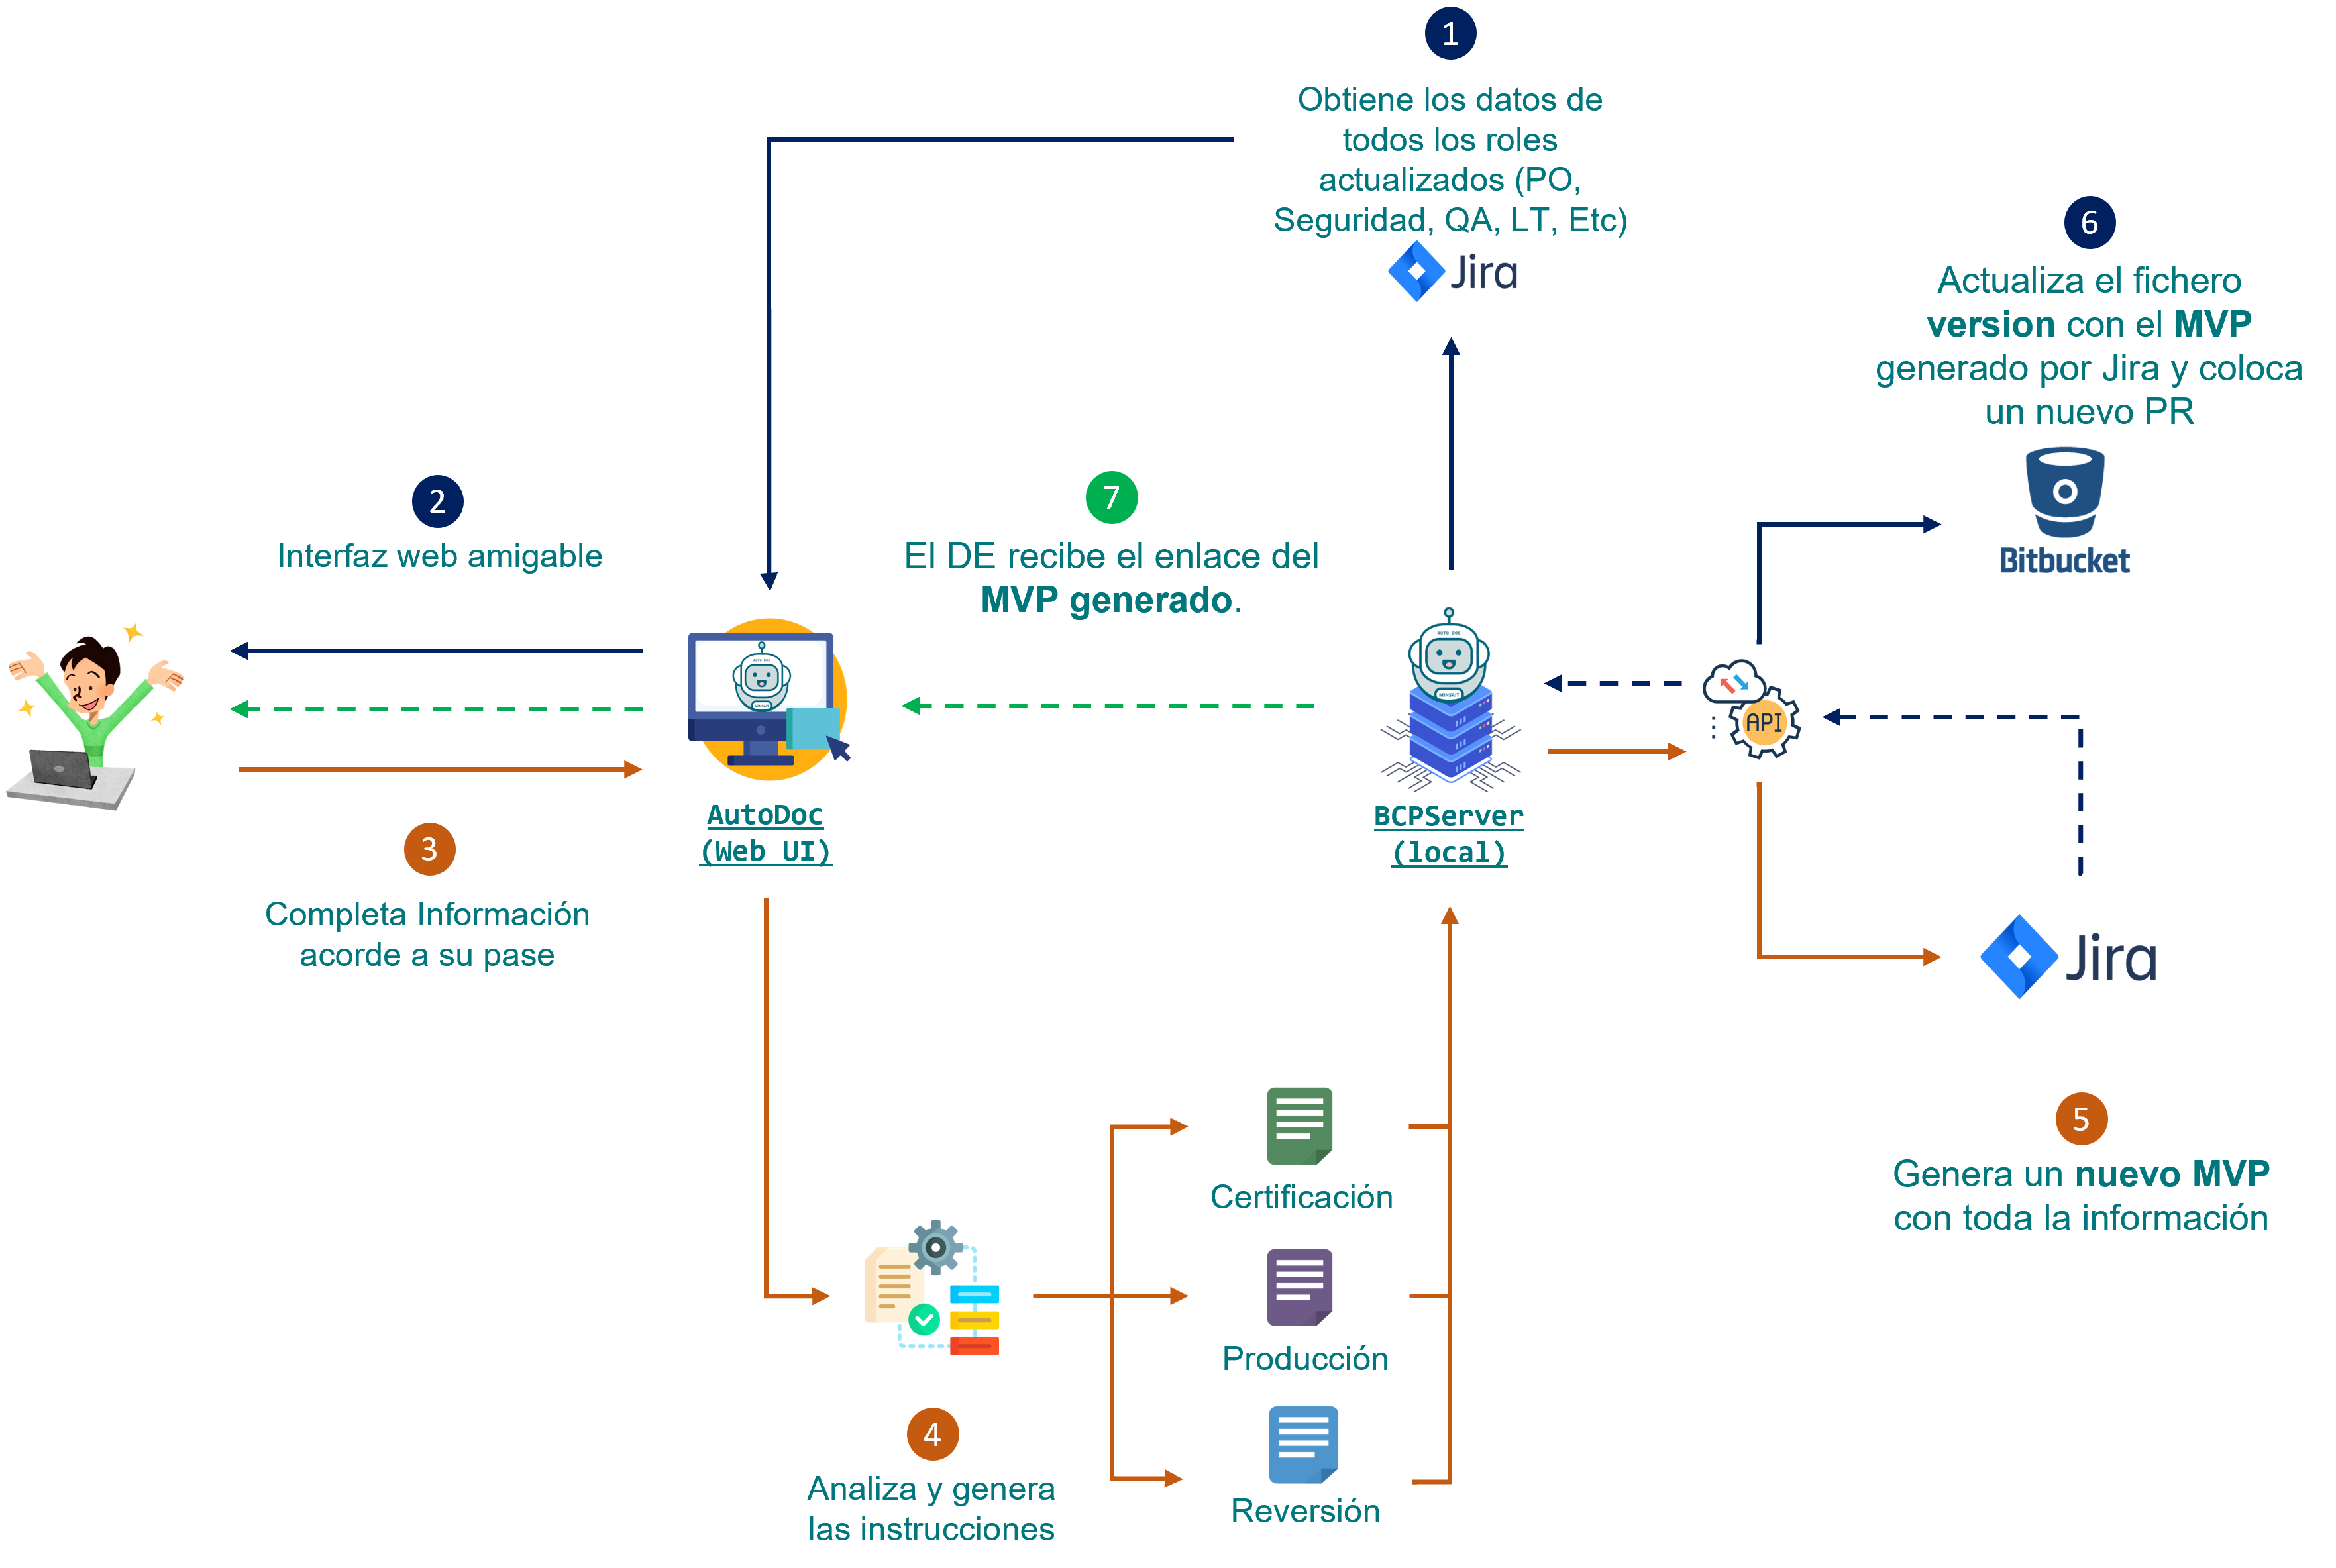 1
Obtiene los datos de
todos los roles
actualizados (PO,
Seguridad, QA, LT, Etc)
Jira
6
Actualiza el fichero
version con el MVP
generado por Jira y coloca
un nuevo PR
Bitbucket
2
Interfaz web amigable
7
El DE recibe el enlace del
MVP generado.
AUTO DOC
MINSAIT
AutoDoc
(Web UI)
AUTO DOC
MINSAIT
BCPServer
(local)
API
3
Completa Información
acorde a su pase
Jira
5
Genera un nuevo MVP
con toda la información
Certificación
Producción
Reversión
4
Analiza y genera
las instrucciones